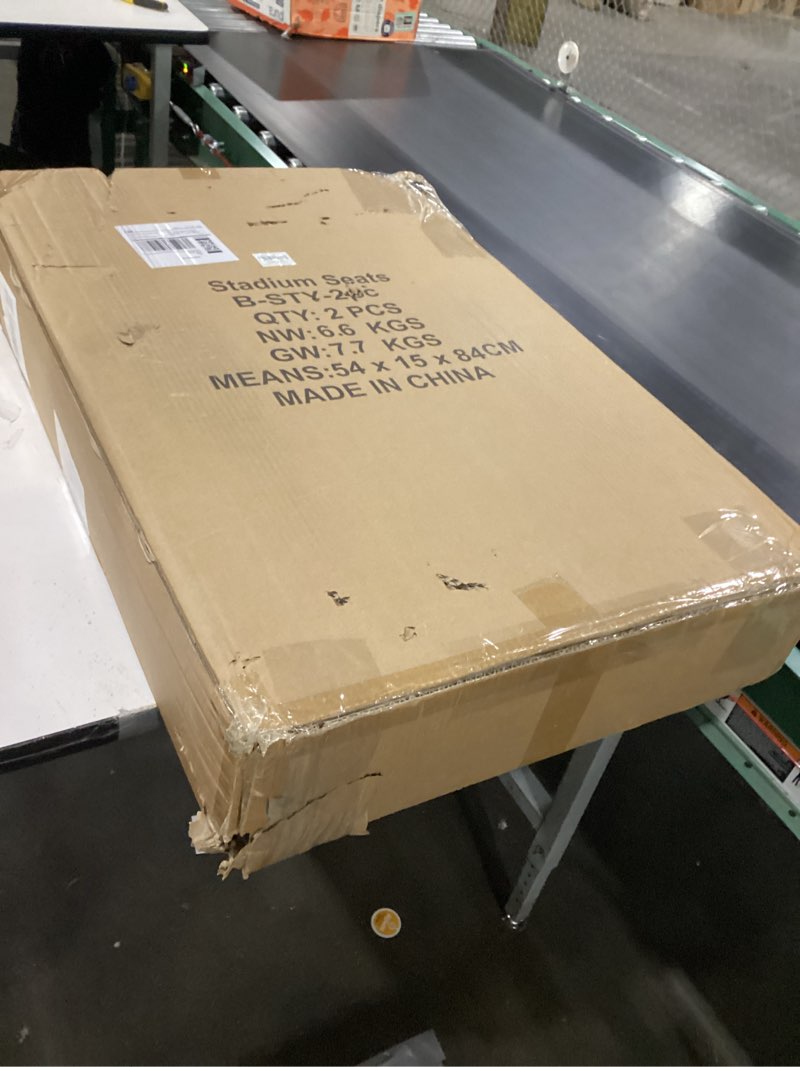 Stadium Seats
QTY: 2 PCS
NW:6.6 KGS
GW:7.7 KGS
MEANS:54 x 15 x 84CM
MADE IN CHINA